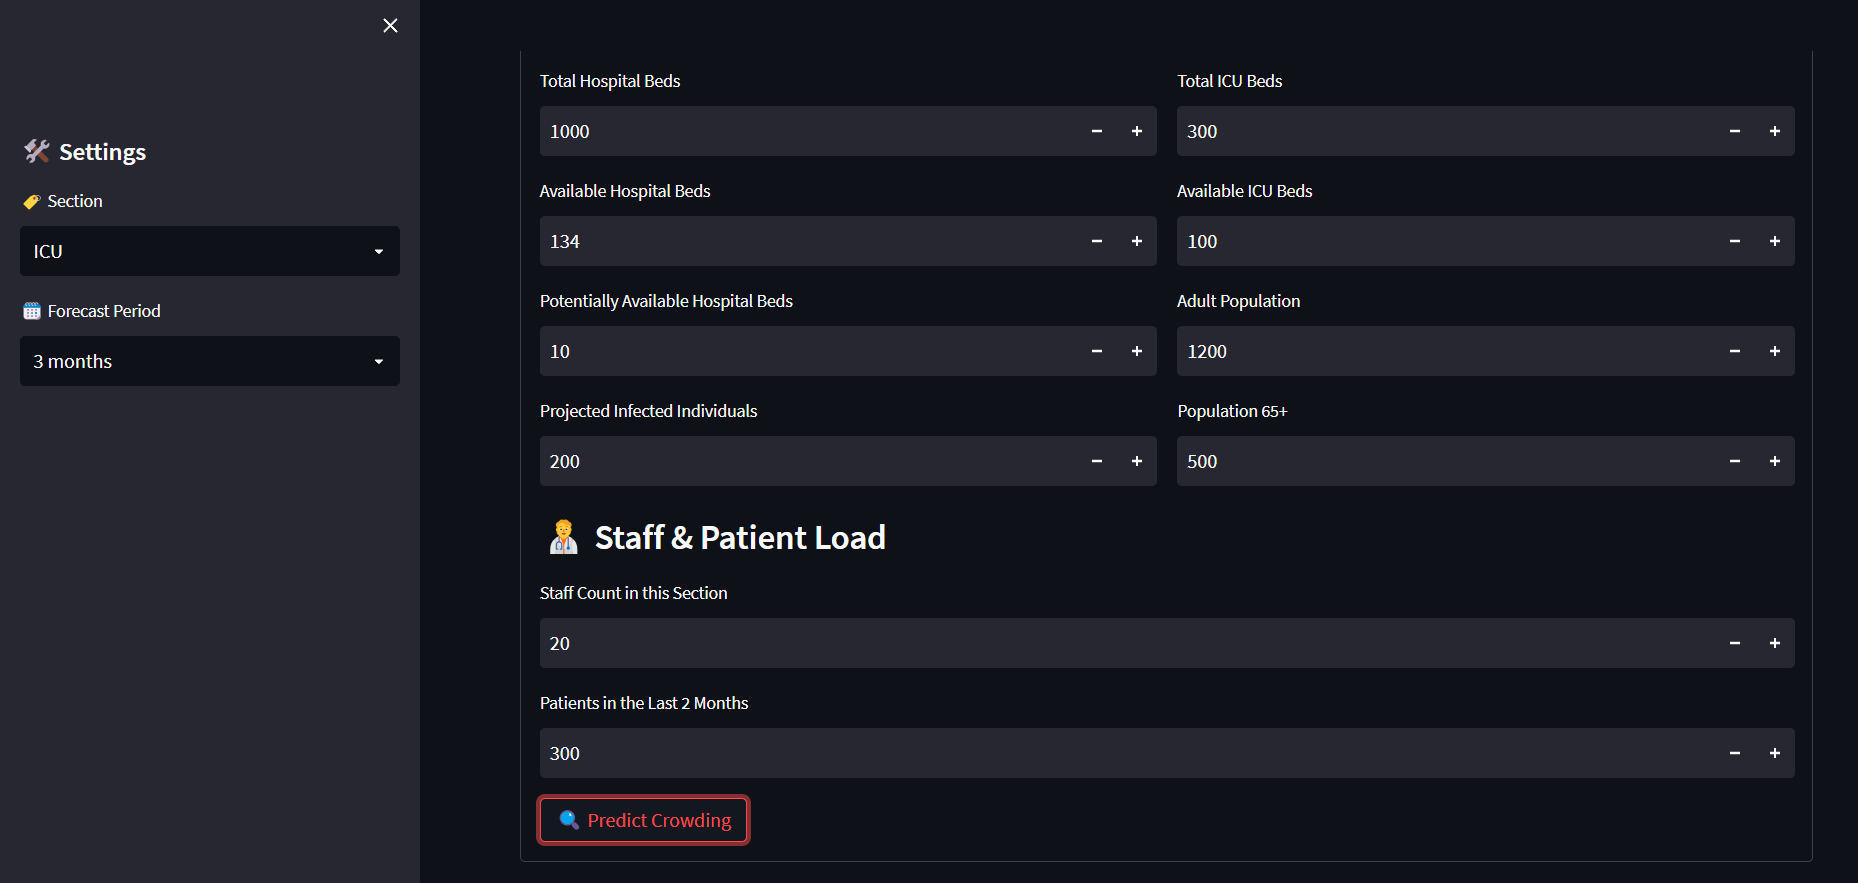 Settings
Section
ICU
Forecast Period
3 months
Total Hospital Beds
1000
Total ICU Beds
300
Available Hospital Beds
134
Available ICU Beds
100
Potentially Available Hospital Beds
10
Adult Population
1200
Projected Infected Individuals
200
Population 65+
500
Staff & Patient Load
Staff Count in this Section
20
Patients in the Last 2 Months
300
Predict Crowding